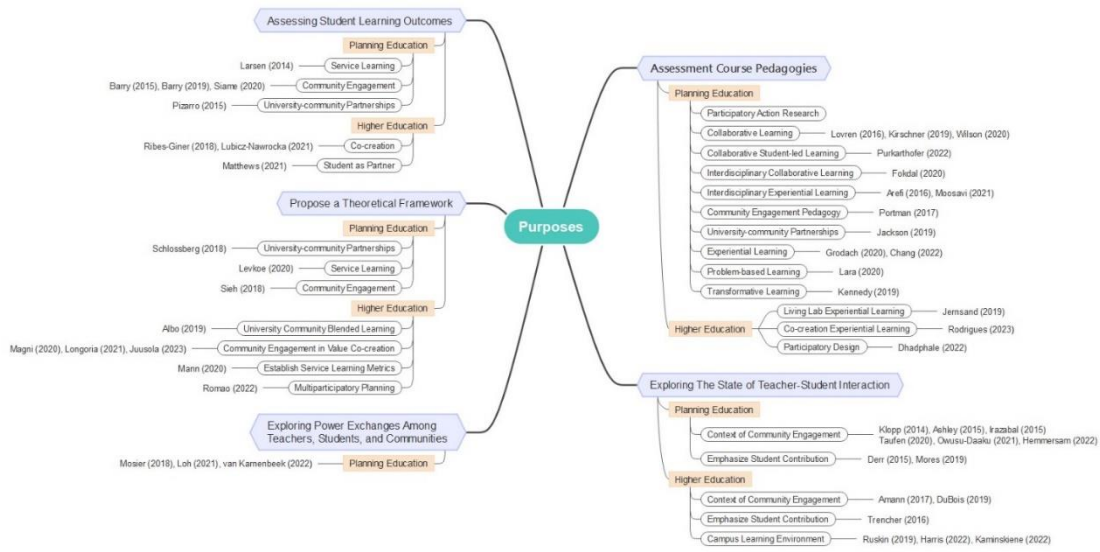 Purposes
Assessing Student Learning Outcomes
Planning Education
Larsen (2014) Service Learning
Barry (2015), Barry (2019), Siame (2020) Community Engagement
Pizarro (2015) University-community Partnerships
Higher Education
Ribes-Giner (2018), Lubicz-Nawrocka (2021) Co-creation
Matthews (2021) Student as Partner
Propose a Theoretical Framework
Planning Education
Schlossberg (2018) University-community Partnerships
Levkoe (2020) Service Learning
Sieh (2018) Community Engagement
Higher Education
Albo (2019) University Community Blended Learning
Magni (2020), Longoria (2021), Juusola (2023) Community Engagement in Value Co-creation
Mann (2020) Establish Service Learning Metrics
Romao (2022) Multiparticipatory Planning
Exploring Power Exchanges Among
Teachers, Students, and Communities
Mosier (2018), Loh (2021), van Karnenbeek (2022) Planning Education
Assessment Course Pedagogies
Planning Education
Participatory Action Research
Collaborative Learning Lovren (2016), Kirschner (2019), Wilson (2020)
Collaborative Student-led Learning Purkarthofer (2022)
Interdisciplinary Collaborative Learning Fokdal (2020)
Interdisciplinary Experiential Learning Arefi (2016), Moosavi (2021)
Community Engagement Pedagogy Portman (2017)
University-community Partnerships Jackson (2019)
Experiential Learning Grodach (2020), Chang (2022)
Problem-based Learning Lara (2020)
Transformative Learning Kennedy (2019)
Higher Education
Living Lab Experiential Learning Jernsand (2019)
Co-creation Experiential Learning Rodrigues (2023)
Participatory Design Dhadphale (2022)
Exploring The State of Teacher-Student Interaction
Planning Education
Context of Community Engagement Klopp (2014), Ashley (2015), Irazabal (2015)
Taufen (2020), Owusu-Daaku (2021), Hemmersam (2022)
Emphasize Student Contribution Derr (2015), Mores (2019)
Higher Education
Context of Community Engagement Amann (2017), DuBois (2019)
Emphasize Student Contribution Trencher (2016)
Campus Learning Environment Ruskin (2019), Harris (2022), Kaminskiene (2022)